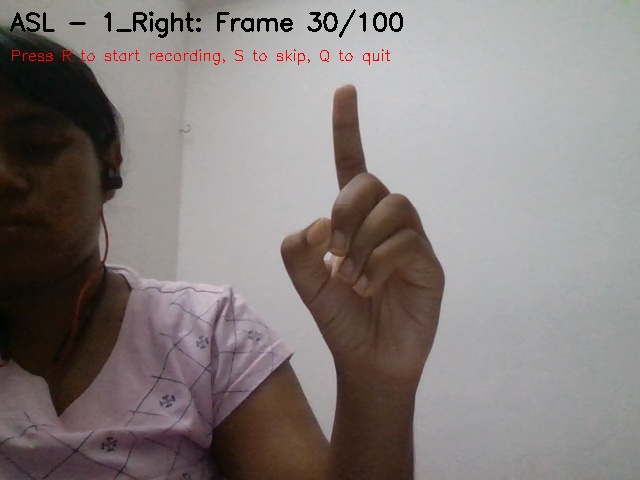 ASL - 1_Right: Frame 30/100
Press R to start recording, S to skip, Q to quit